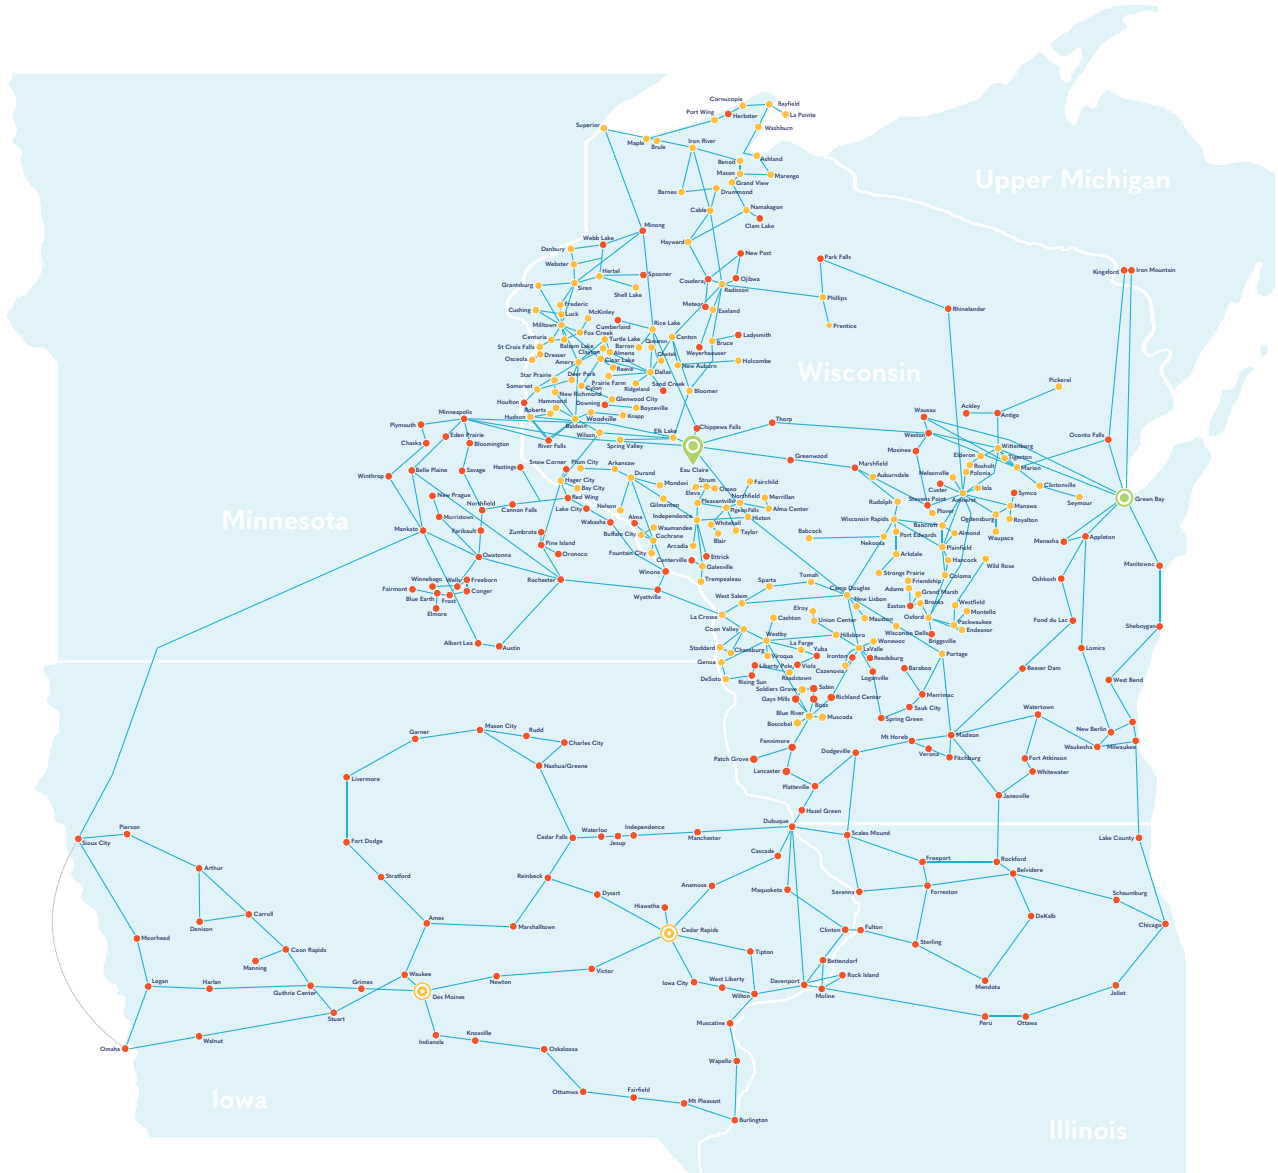 Cornucopia
Bayfield
Port Wing
Herbster
La Pointe
Superior
Washburn
Maple
Brule
Iron River
Ashland
Benoit
Mason
Marengo
Upper Michigan
Grand View
Barnes
Drummond
Cable
Namakagon
Clam Lake
Minong
Webb Lake
Hayward
Danbury
New Post
Park Falls
Webster
Hertel
Spooner
Kingsford
Iron Mountain
Couderay
Ojibwa
Radisson
Grantsburg
Siren
Shell Lake
Phillips
Frederic
Meteor
Exeland
Rhinelander
Cushing
Luck
McKinley
Milltown
Cumberland
Rice Lake
Prentice
Fox Creek
Centuria
Turtle Lake
Canton
Ladysmith
St Croix Falls
Balsam Lake
Barron
Cameron
Bruce
Dresser
Clayton
Almena
Weyerhaeuser
Osceola
Amery
Clear Lake
Chetek
Holcombe
Reeve
New Auburn
Wisconsin
Star Prairie
Deer Park
Dallas
Prairie Farm
Somerset
Cylon
Ridgeland
Sand Creek
Bloomer
Pickerel
New Richmond
Houlton
Hammond
Glenwood City
Downing
Boyceville
Minneapolis
Roberts
Hudson
Woodville
Knapp
Wausau
Ackley
Antigo
Plymouth
Baldwin
Chippewa Falls
Thorp
Eden Prairie
Wilson
Elk Lake
Weston
Oconto Falls
Chaska
Bloomington
River Falls
Spring Valley
Mosinee
Wittenberg
Greenwood
Elderon
Tigerton
Snow Corner
Plum City
Arkansaw
Eau Claire
Marshfield
Rosholt
Marion
Winthrop
Belle Plaine
Savage
Hastings
Durand
Strum
Auburndale
Nelsonville
Polonia
Hager City
Mondovi
Eleva
Osseo
Fairchild
Custer
Iola
Clintonville
Bay City
Symco
New Prague
Red Wing
Gilmanton
Pleasantville
Northfield
Merrillan
Rudolph
Stevens Point
Amherst
Seymour
Green Bay
Northfield
Cannon Falls
Lake City
Nelson
Pigeon Falls
Alma Center
Plover
Manawa
Minnesota
Morristown
Alma
Independence
Hixton
Wisconsin Rapids
Ogdensburg
Royalton
Mankato
Faribault
Zumbrota
Wabacha
Waumandee
Whitehall
Taylor
Bancroft
Buffalo City
Cochrane
Blair
Babcock
Port Edwards
Almond
Waupaca
Appleton
Pine Island
Arcadia
Nekoosa
Menasha
Owatonna
Oronoco
Fountain City
Ettrick
Arkdale
Plainfield
Centerville
Galesville
Hancock
Wild Rose
Manitowoc
Winnebago
Wells
Freeborn
Rochester
Winona
Trempealeau
Sparta
Tomah
Strongs Prairie
Coloma
Oshkosh
Fairmont
Conger
Wyattville
Camp Douglas
Friendship
Blue Earth
Frost
West Salem
Adams
Grand Marsh
Elmore
New Lisbon
Easton
Brooks
Westfield
La Crosse
Elroy
Montello
Cashton
Union Center
Mauston
Oxford
Packwaukee
Fond du Lac
Sheboygan
Coon Valley
Wisconsin Dells
Endeavor
Albert Lea
Austin
Westby
Hillsboro
Wonewoc
Briggsville
Stoddard
Chaseburg
La Farge
LaValle
Lomira
Viroqua
Yuba
Ironton
Reedsburg
Portage
Genoa
Liberty Pole
Viola
Cazenovia
Baraboo
Beaver Dam
DeSoto
Rising Sun
Readstown
Loganville
West Bend
Soldiers Grove
Sabin
Gays Mills
Boaz
Richland Center
Merrimac
Sauk City
Watertown
Blue River
Muscoda
Spring Green
Boscobel
Garner
Mason City
Rudd
Charles City
Mt Horeb
Madison
New Berlin
Fennimore
Dodgeville
Verona
Fitchburg
Waukesha
Milwaukee
Patch Grove
Fort Atkinson
Nashua/Greene
Lancaster
Whitewater
Livermore
Platteville
Janesville
Hazel Green
Pierson
Dubuque
Waterloo
Independence
Sioux City
Fort Dodge
Cedar Falls
Jesup
Manchester
Scales Mound
Lake County
Cascade
Freeport
Rockford
Arthur
Stratford
Reinbeck
Belvidere
Anamosa
Maquoketa
Savanna
Forreston
Dysart
Schaumburg
Hiawatha
Denison
Carroll
Ames
Marshalltown
DeKalb
Cedar Rapids
Clinton
Fulton
Chicago
Moorhead
Coon Rapids
Sterling
Manning
Tipton
Bettendorf
Waukee
Victor
Rock Island
Logan
Harlan
Grimes
Newton
Iowa City
West Liberty
Davenport
Mendota
Guthrie Center
Des Moines
Wilton
Moline
Joliet
Stuart
Muscatine
Peru
Ottawa
Walnut
Indianola
Knoxville
Omaha
Oskaloosa
Wapello
Iowa
Ottumwa
Fairfield
Mt Pleasant
Burlington
Illinois